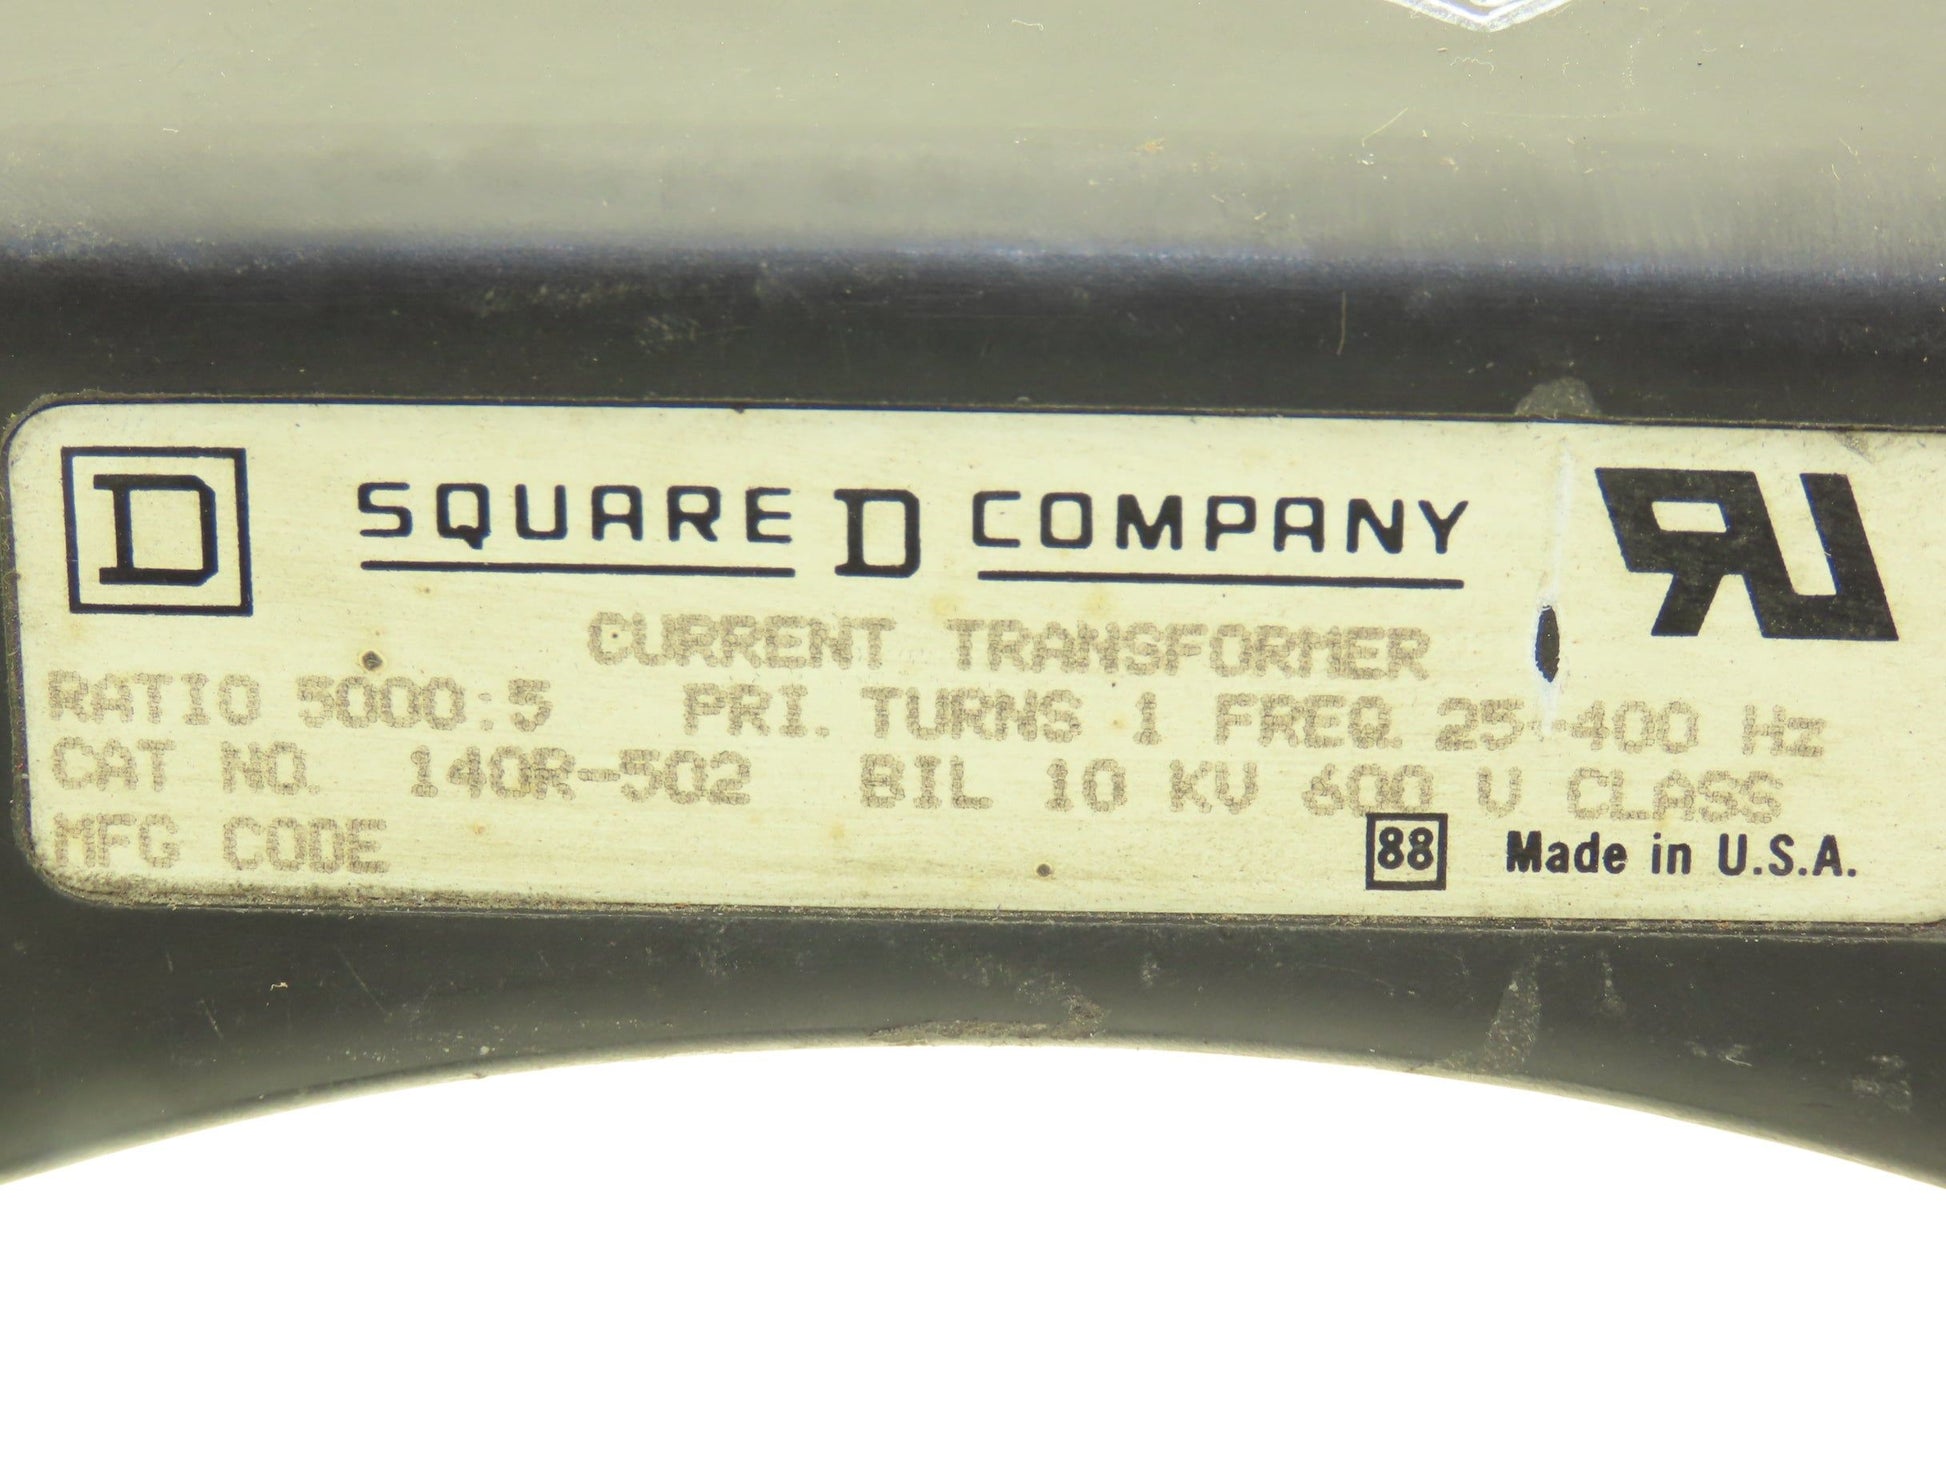 D SQUARE D COMPANY
CURRENT TRANSFORMER
RATIO 5000:5 PRI. TURNS 1 FREQ. 25-400 Hz
CAT NO. 140R-502 BIL 10 KV 600 V CLASS
MFG CODE
88 Made in U.S.A.